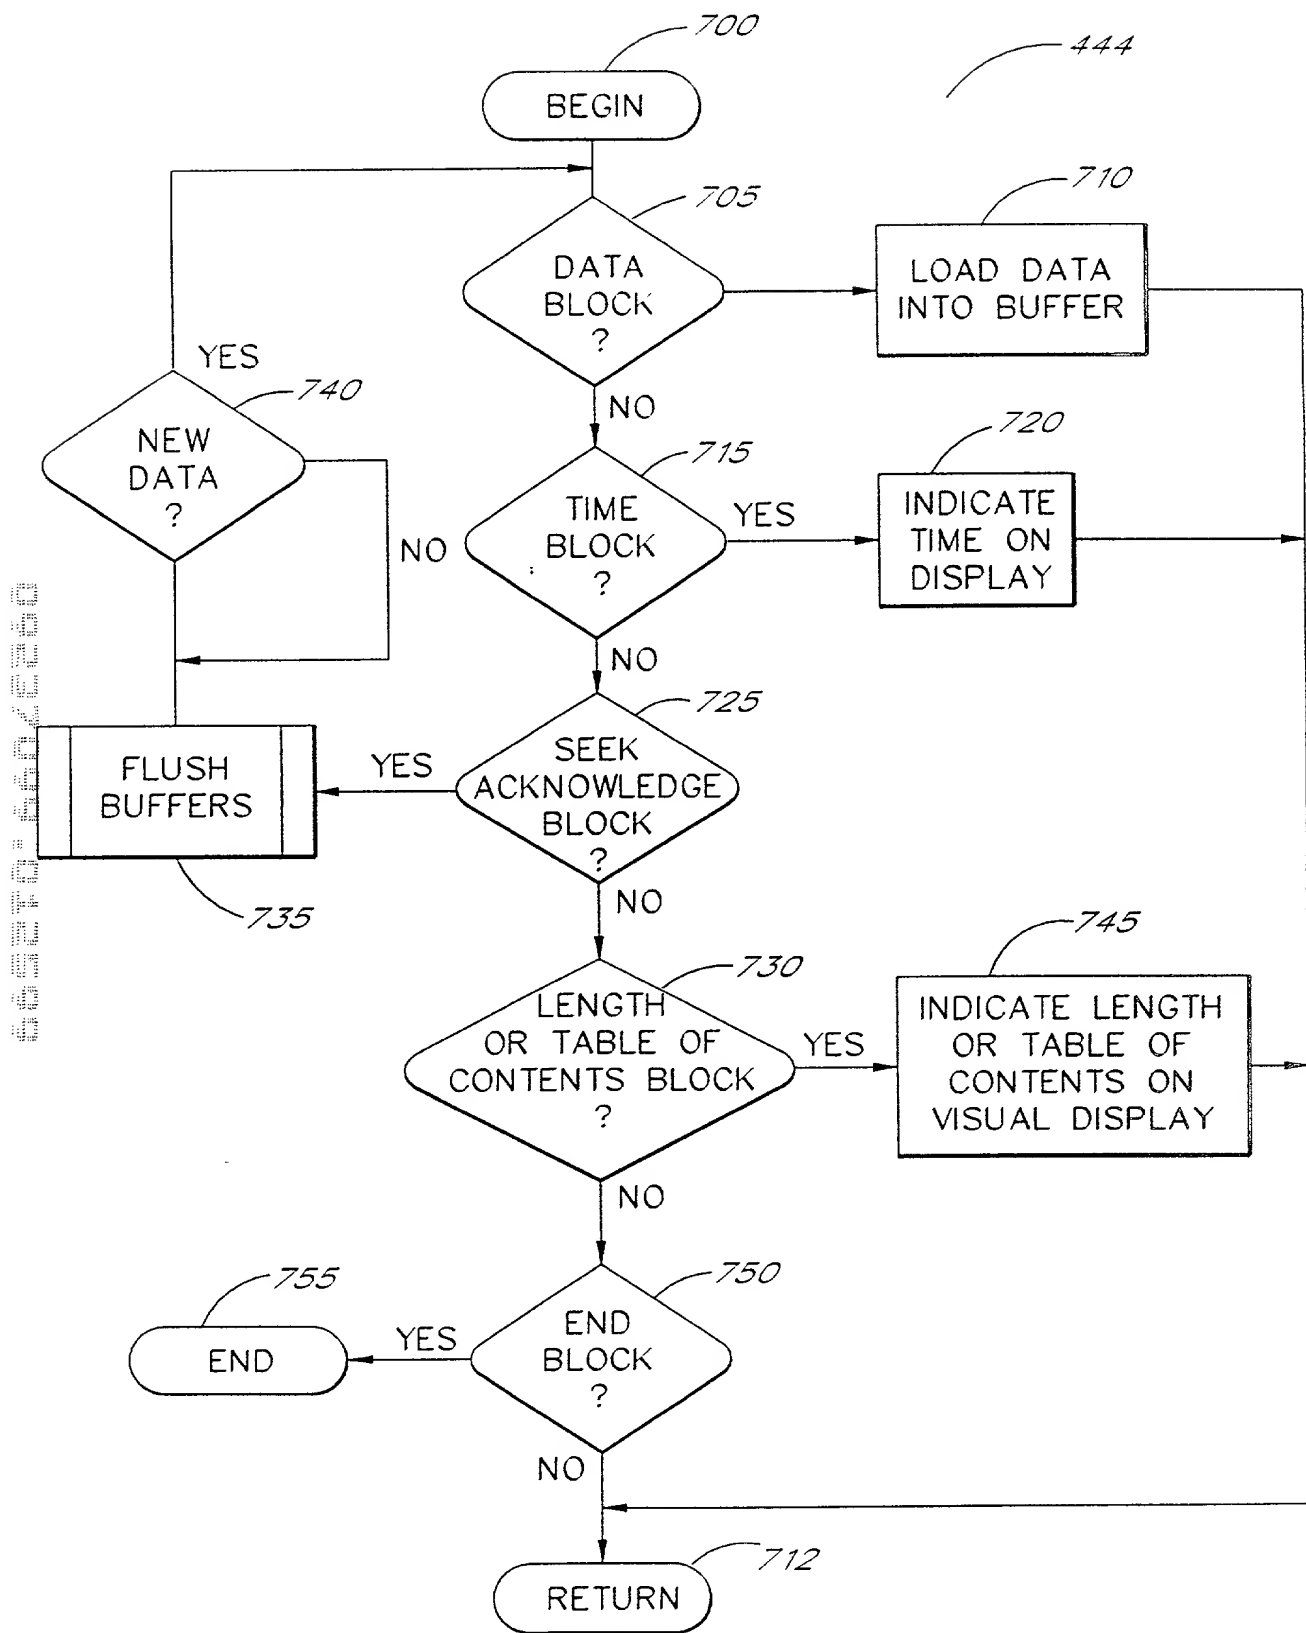 700
444
BEGIN
705
710
DATA
BLOCK
?
LOAD DATA
INTO BUFFER
YES
740
NO
NEW
DATA
?
715
720
TIME
BLOCK
?
YES
INDICATE
TIME ON
DISPLAY
NO
NO
725
SEEK
ACKNOWLEDGE
BLOCK
?
YES
FLUSH
BUFFERS
735
NO
730
745
LENGTH
OR TABLE OF
CONTENTS BLOCK
?
YES
INDICATE LENGTH
OR TABLE OF
CONTENTS ON
VISUAL DISPLAY
NO
755
750
END
YES
END
BLOCK
?
NO
712
RETURN